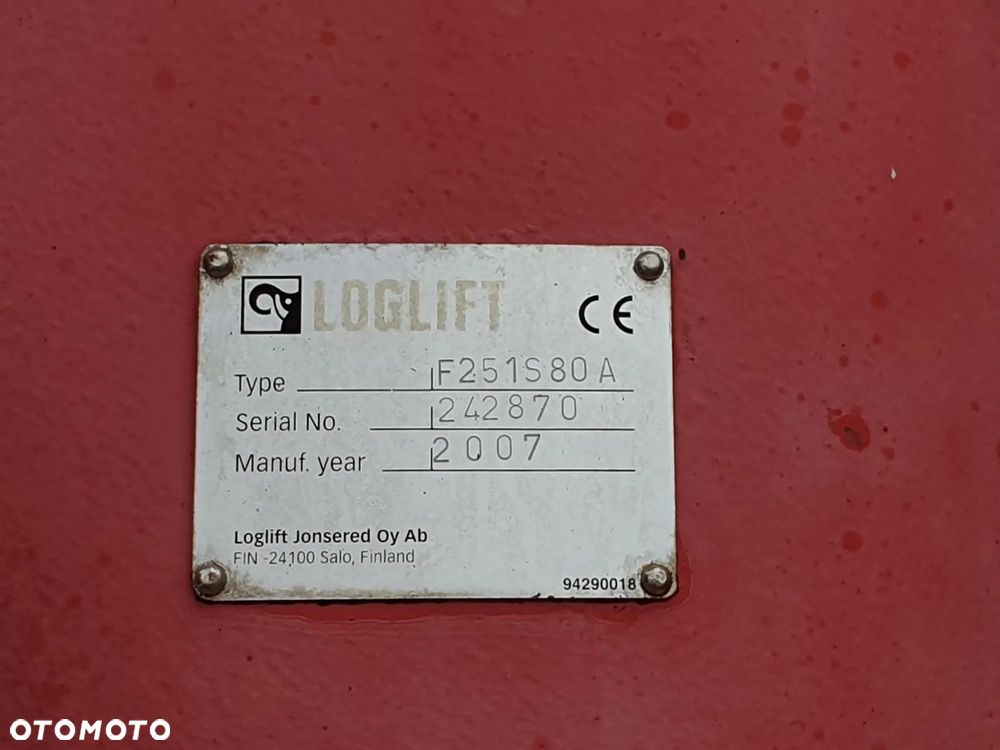 LOGLIFT
CE
Type F251S80A
Serial No. 242870
Manuf. year 2007
Loglift Jonsered Oy Ab
FIN -24100 Salo, Finland
94290018
OTOMOTO